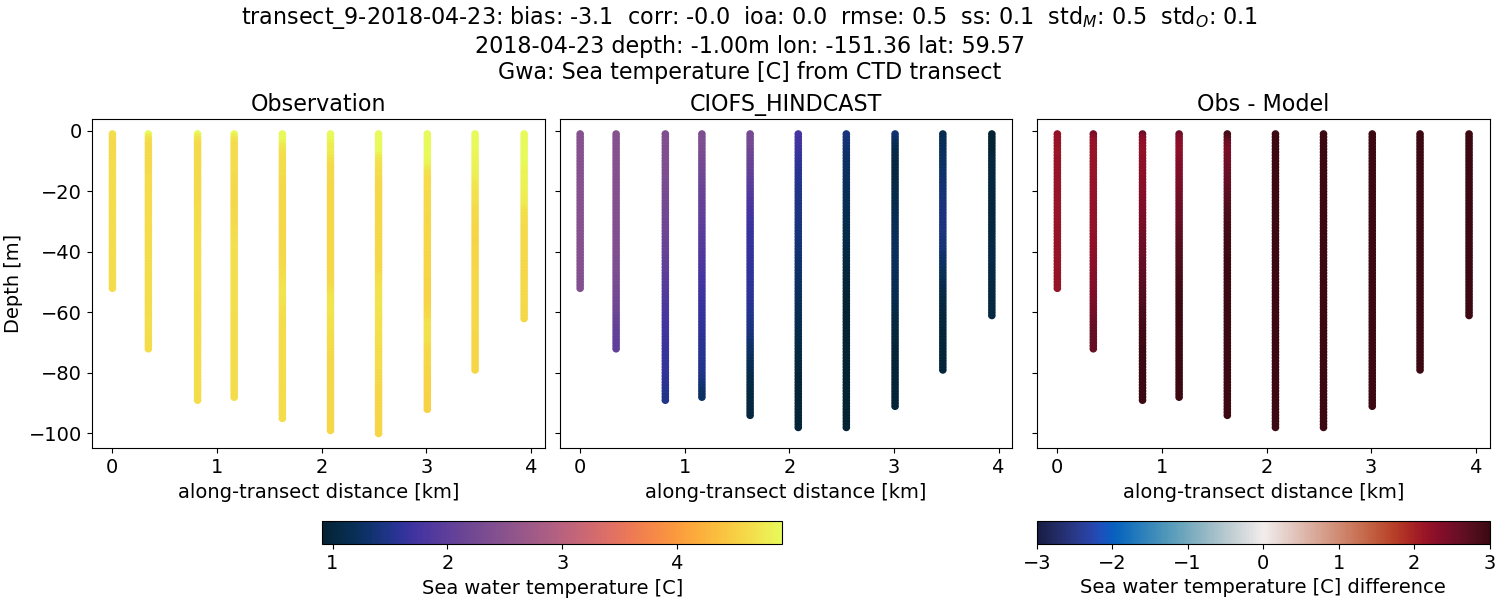 transect_9-2018-04-23: bias: -3.1  corr: -0.0  ioa: 0.0  rmse: 0.5  ss: 0.1  std_M: 0.5  std_O: 0.1
2018-04-23 depth: -1.00m lon: -151.36 lat: 59.57
Gwa: Sea temperature [C] from CTD transect
Observation
CIOFS_HINDCAST
Obs - Model
Depth [m]
0
−20
−40
−60
−80
−100
0 1 2 3 4
0 1 2 3 4
0 1 2 3 4
along-transect distance [km]
along-transect distance [km]
along-transect distance [km]
1 2 3 4
Sea water temperature [C]
−3 −2 −1 0 1 2 3
Sea water temperature [C] difference